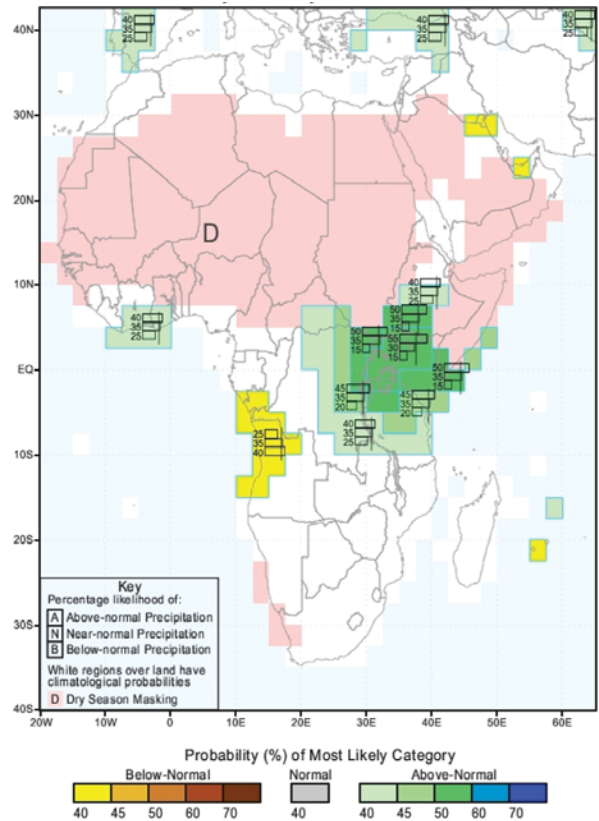 40
35
25
40
35
25
40
35
25
40N
30N
20N
D
10N
40
35
25
50
35
15
40
35
25
50
35
15
55
30
15
EQ
50
35
15
45
35
20
45
35
20
40
35
25
25
35
40
10S
20S
Key
Percentage likelihood of:
A Above-normal Precipitation
N Near-normal Precipitation
B Below-normal Precipitation
White regions over land have
climatological probabilities
D Dry Season Masking
30S
40S
20W 10W 0 10E 20E 30E 40E 50E 60E
Probability (%) of Most Likely Category
Below-Normal Normal Above-Normal
40 45 50 60 70 40 40 45 50 60 70